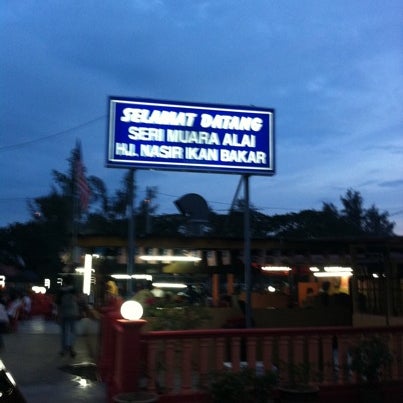 SELAMAT DATANG
SERI MUARA ALAI
HJ. NASIR IKAN BAKAR